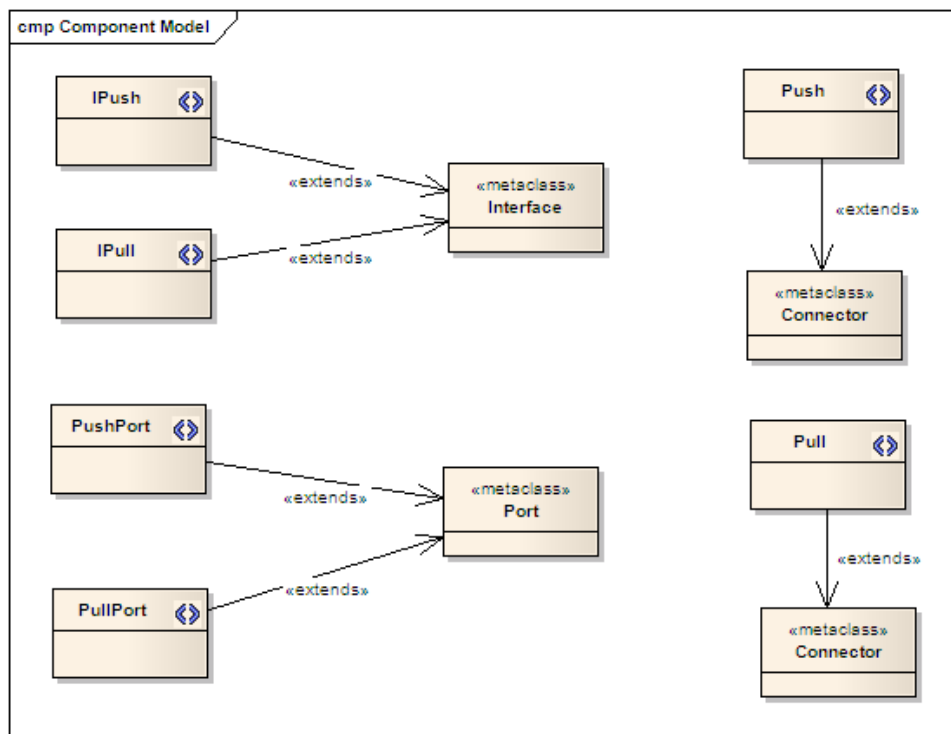 cmp Component Model
IPush
«extends»
IPull
«extends»
«metaclass»
Interface
Push
«extends»
«metaclass»
Connector
PushPort
«extends»
PullPort
«extends»
«metaclass»
Port
Pull
«extends»
«metaclass»
Connector